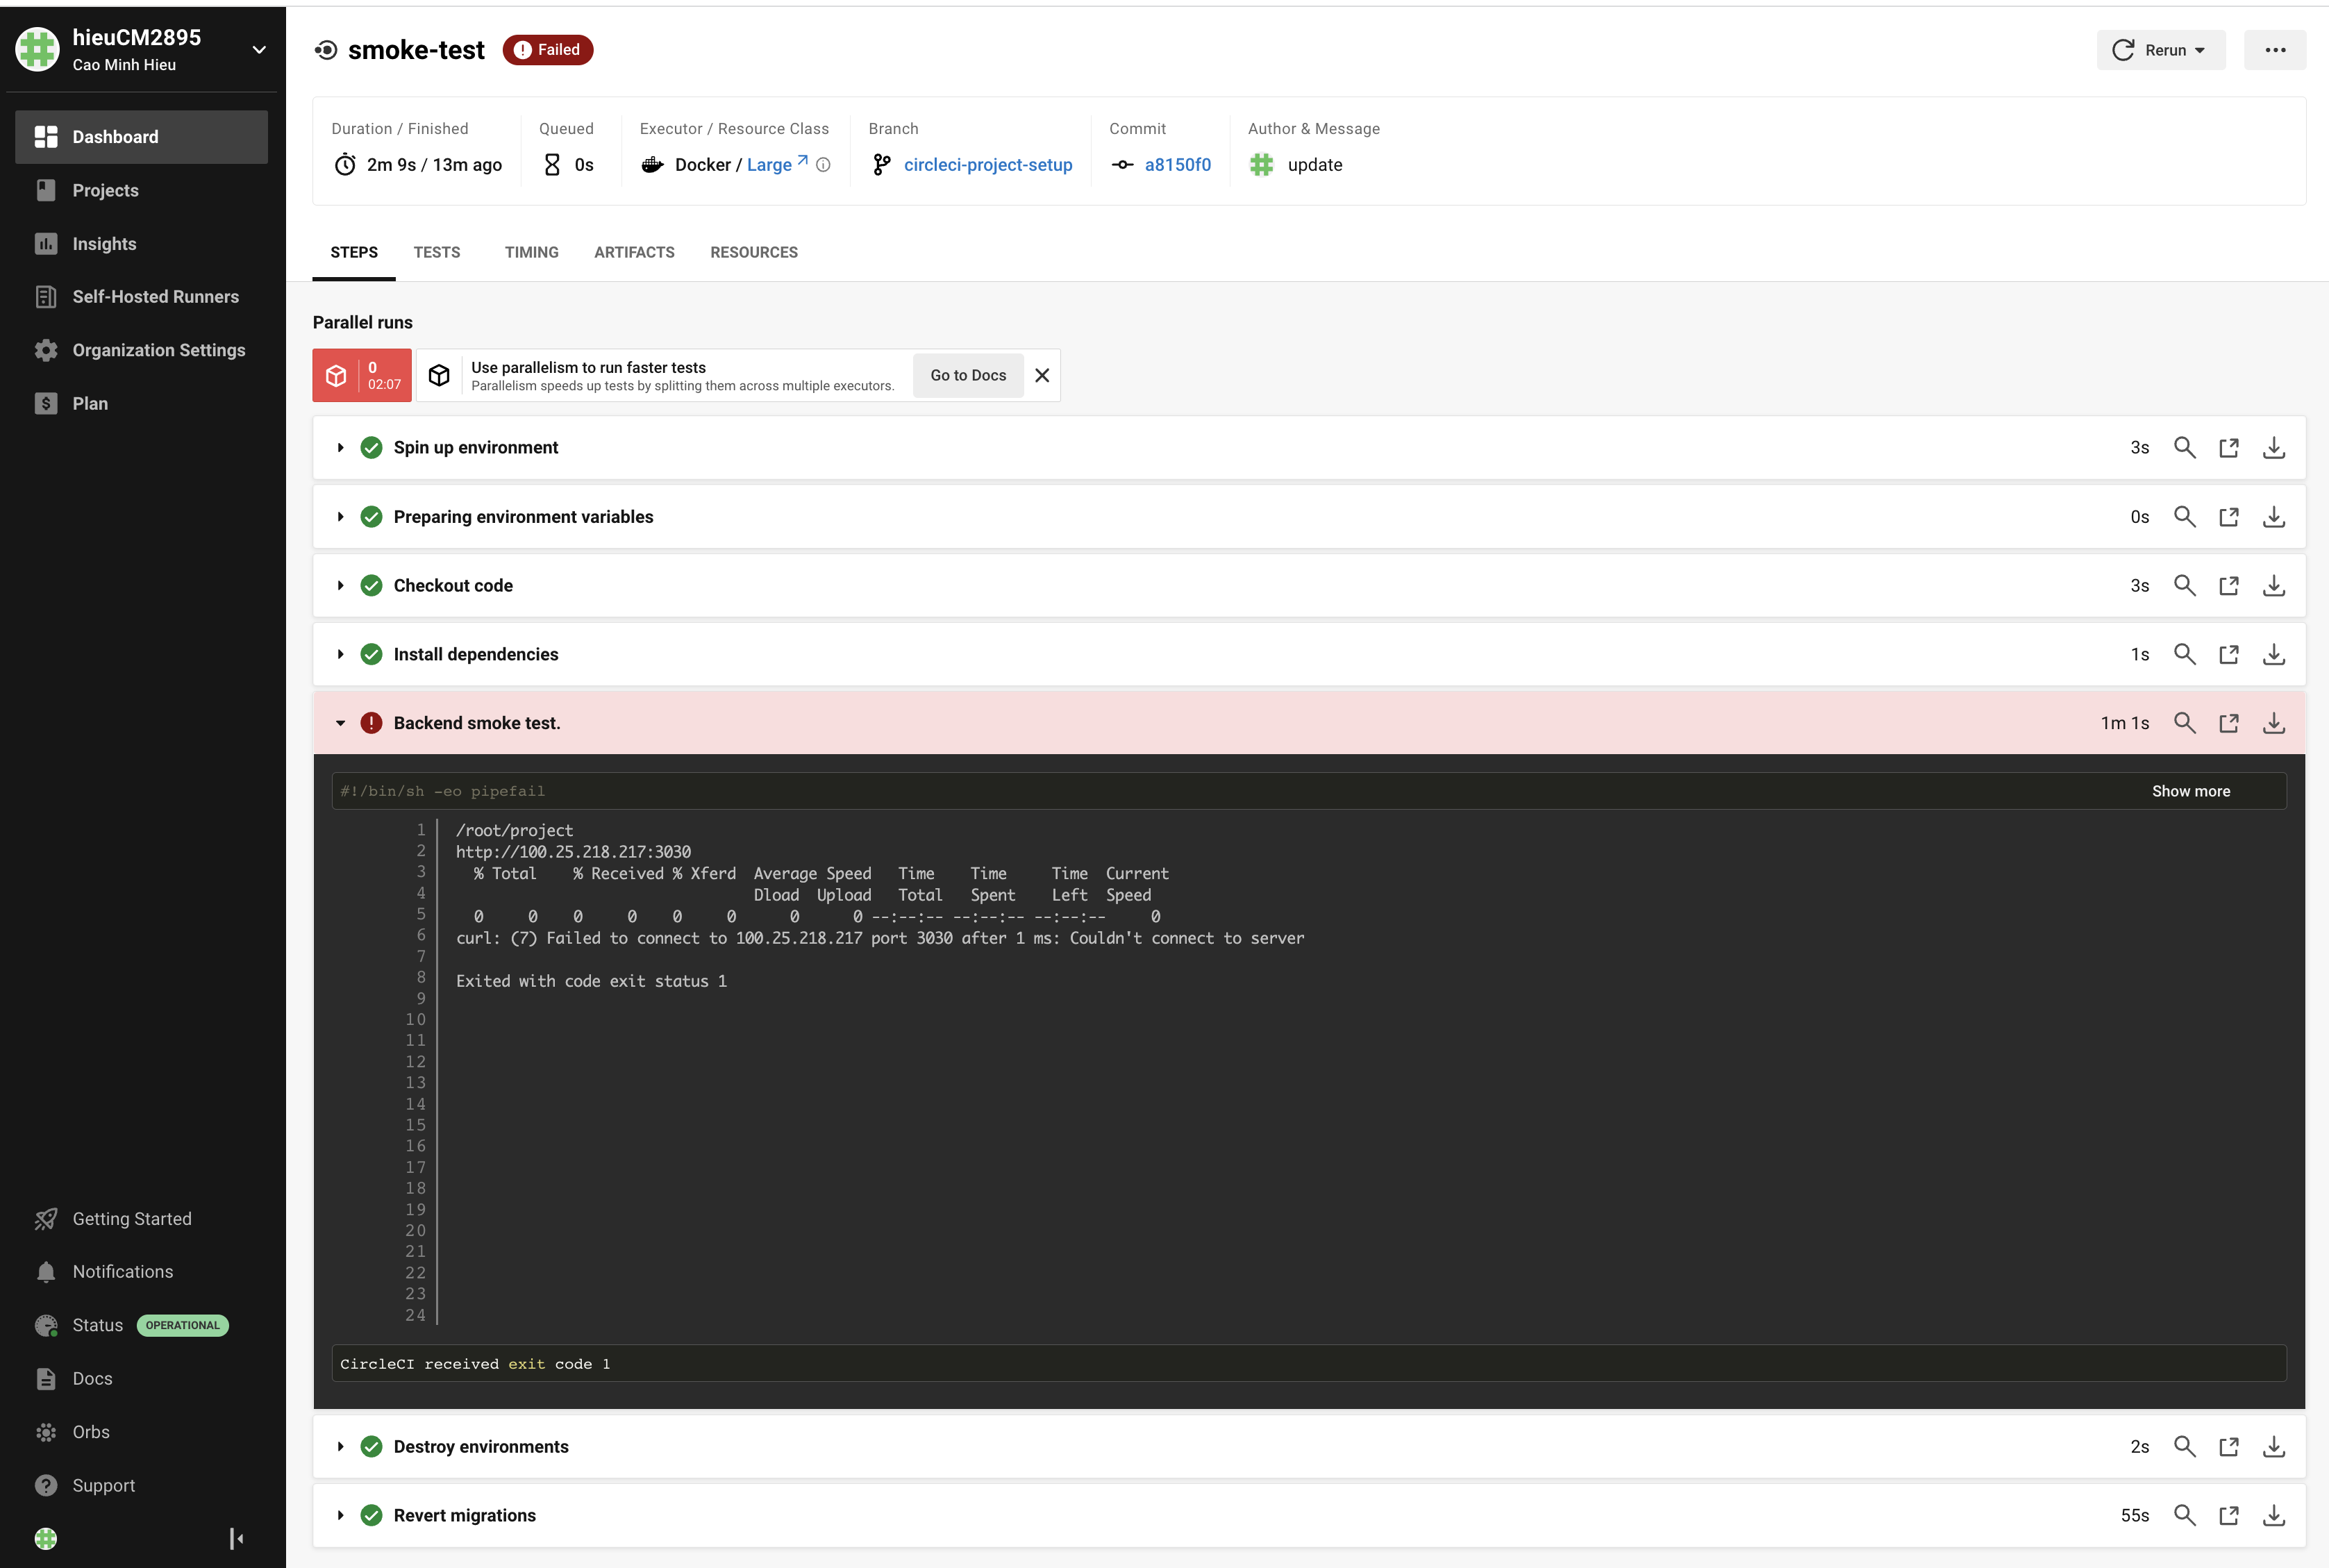 hieuCM2895
Cao Minh Hieu
Dashboard
Projects
Insights
Self-Hosted Runners
Organization Settings
Plan
Getting Started
Notifications
Status OPERATIONAL
Docs
Orbs
Support
smoke-test Failed
Rerun
Duration / Finished
2m 9s / 13m ago
Queued
0s
Executor / Resource Class
Docker / Large
Branch
circleci-project-setup
Commit
a8150f0
Author & Message
update
STEPS TESTS TIMING ARTIFACTS RESOURCES
Parallel runs
0
02:07
Use parallelism to run faster tests
Parallelism speeds up tests by splitting them across multiple executors.
Go to Docs
Spin up environment 3s
Preparing environment variables 0s
Checkout code 3s
Install dependencies 1s
Backend smoke test. 1m 1s
#!/bin/sh -eo pipefail Show more
1 /root/project
2 http://100.25.218.217:3030
3 % Total % Received % Xferd Average Speed Time Time Time Current
4 Dload Upload Total Spent Left Speed
5 0 0 0 0 0 0 0 0 --:--:-- --:--:-- --:--:-- 0
6 curl: (7) Failed to connect to 100.25.218.217 port 3030 after 1 ms: Couldn't connect to server
7
8 Exited with code exit status 1
9
10
11
12
13
14
15
16
17
18
19
20
21
22
23
24
CircleCI received exit code 1
Destroy environments 2s
Revert migrations 55s